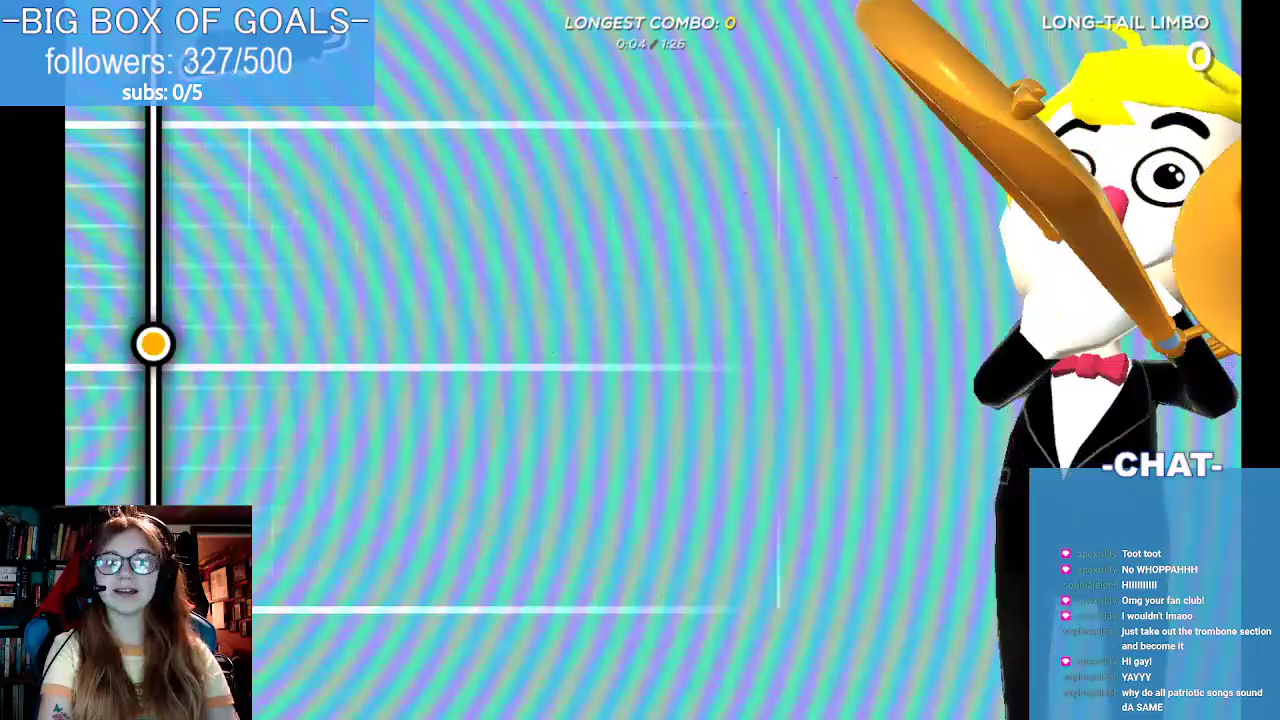 -BIG BOX OF GOALS-
followers: 327/500
subs: 0/5
LONGEST COMBO: 0
0:04 / 1:26
LONG-TAIL LIMBO
0
-CHAT-
Toot toot
No WHOPPAHHH
HIIIIIIIIII
Omg your fan club!
I wouldn't lmaoo
just take out the trombone section
and become it
Hi gay!
YAYYY
why do all patriotic songs sound
dA SAME